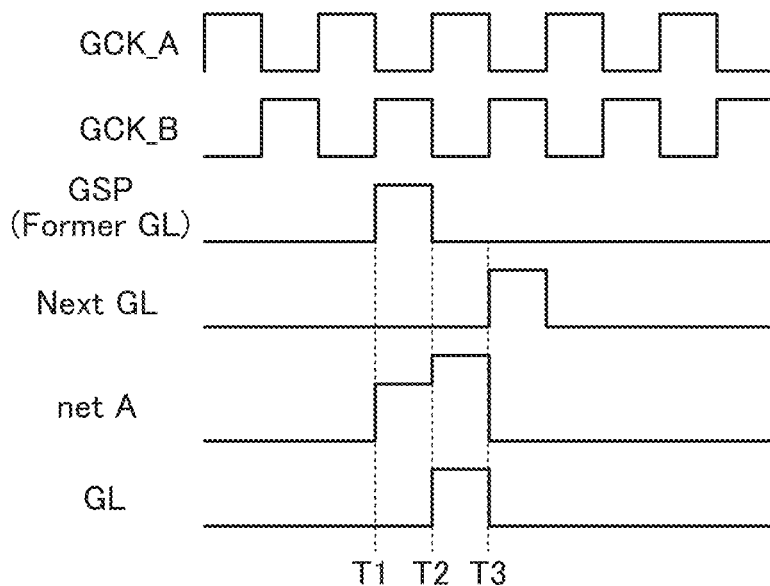 GCK_A
GCK_B
GSP
(Former GL)
Next GL
net A
GL
T1 T2 T3